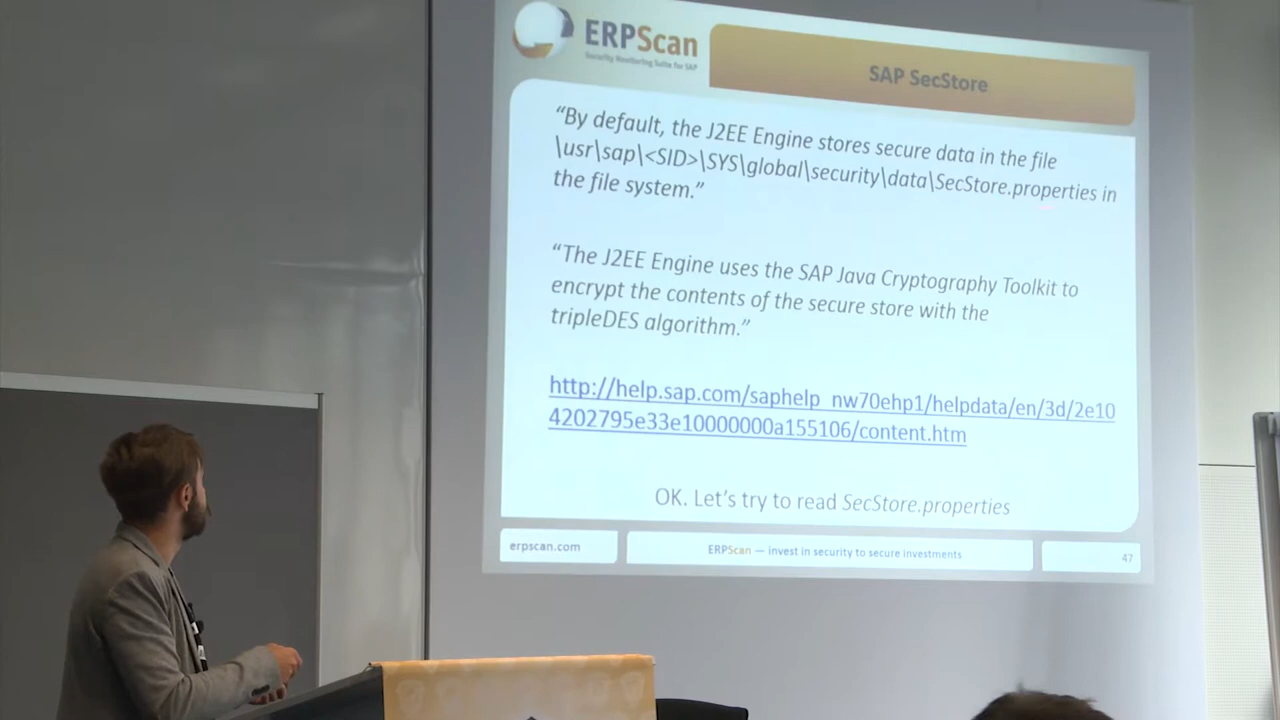 ERPScan
Security Monitoring Suite for SAP
SAP SecStore
“By default, the J2EE Engine stores secure data in the file
\usr\sap\<SID>\SYS\global\security\data\SecStore.properties in
the file system.”
“The J2EE Engine uses the SAP Java Cryptography Toolkit to
encrypt the contents of the secure store with the
tripleDES algorithm.”
http://help.sap.com/saphelp_nw70ehp1/helpdata/en/3d/2e10
4202795e33e10000000a155106/content.htm
OK. Let’s try to read SecStore.properties
erpscan.com
ERPScan — invest in security to secure investments
47